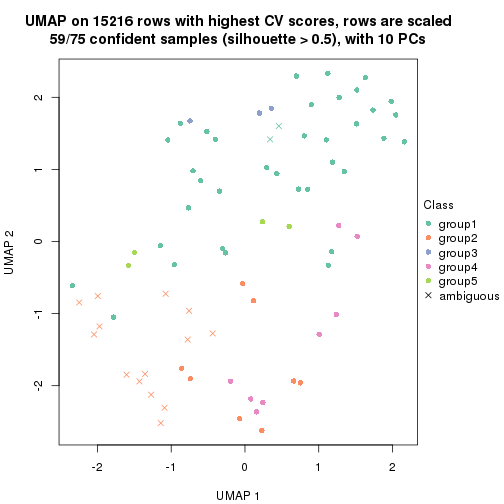 UMAP on 15216 rows with highest CV scores, rows are scaled
59/75 confident samples (silhouette > 0.5), with 10 PCs
2
1
0
-1
-2
UMAP 2
-2
-1
0
1
2
UMAP 1
Class
group1
group2
group3
group4
group5
ambiguous